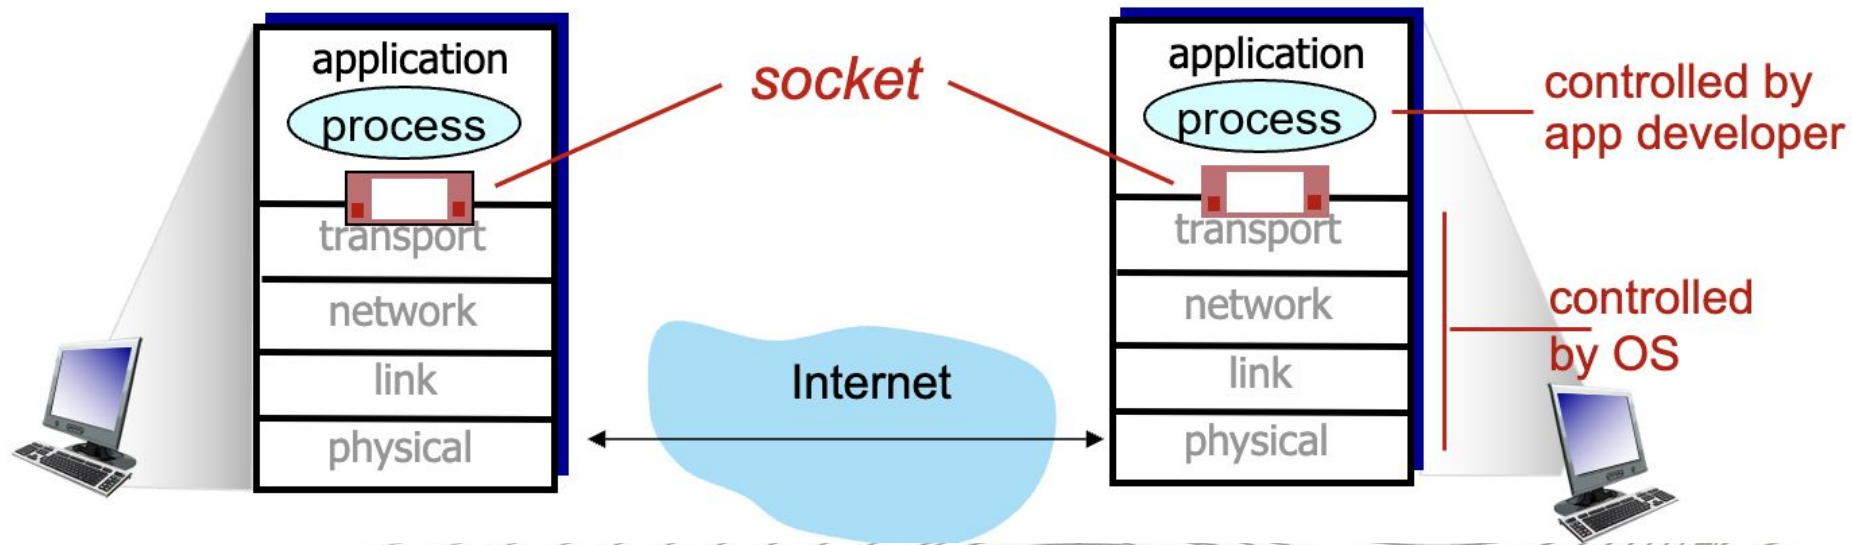 application
process
transport
network
link
physical
socket
Internet
application
process
transport
network
link
physical
controlled by
app developer
controlled
by OS